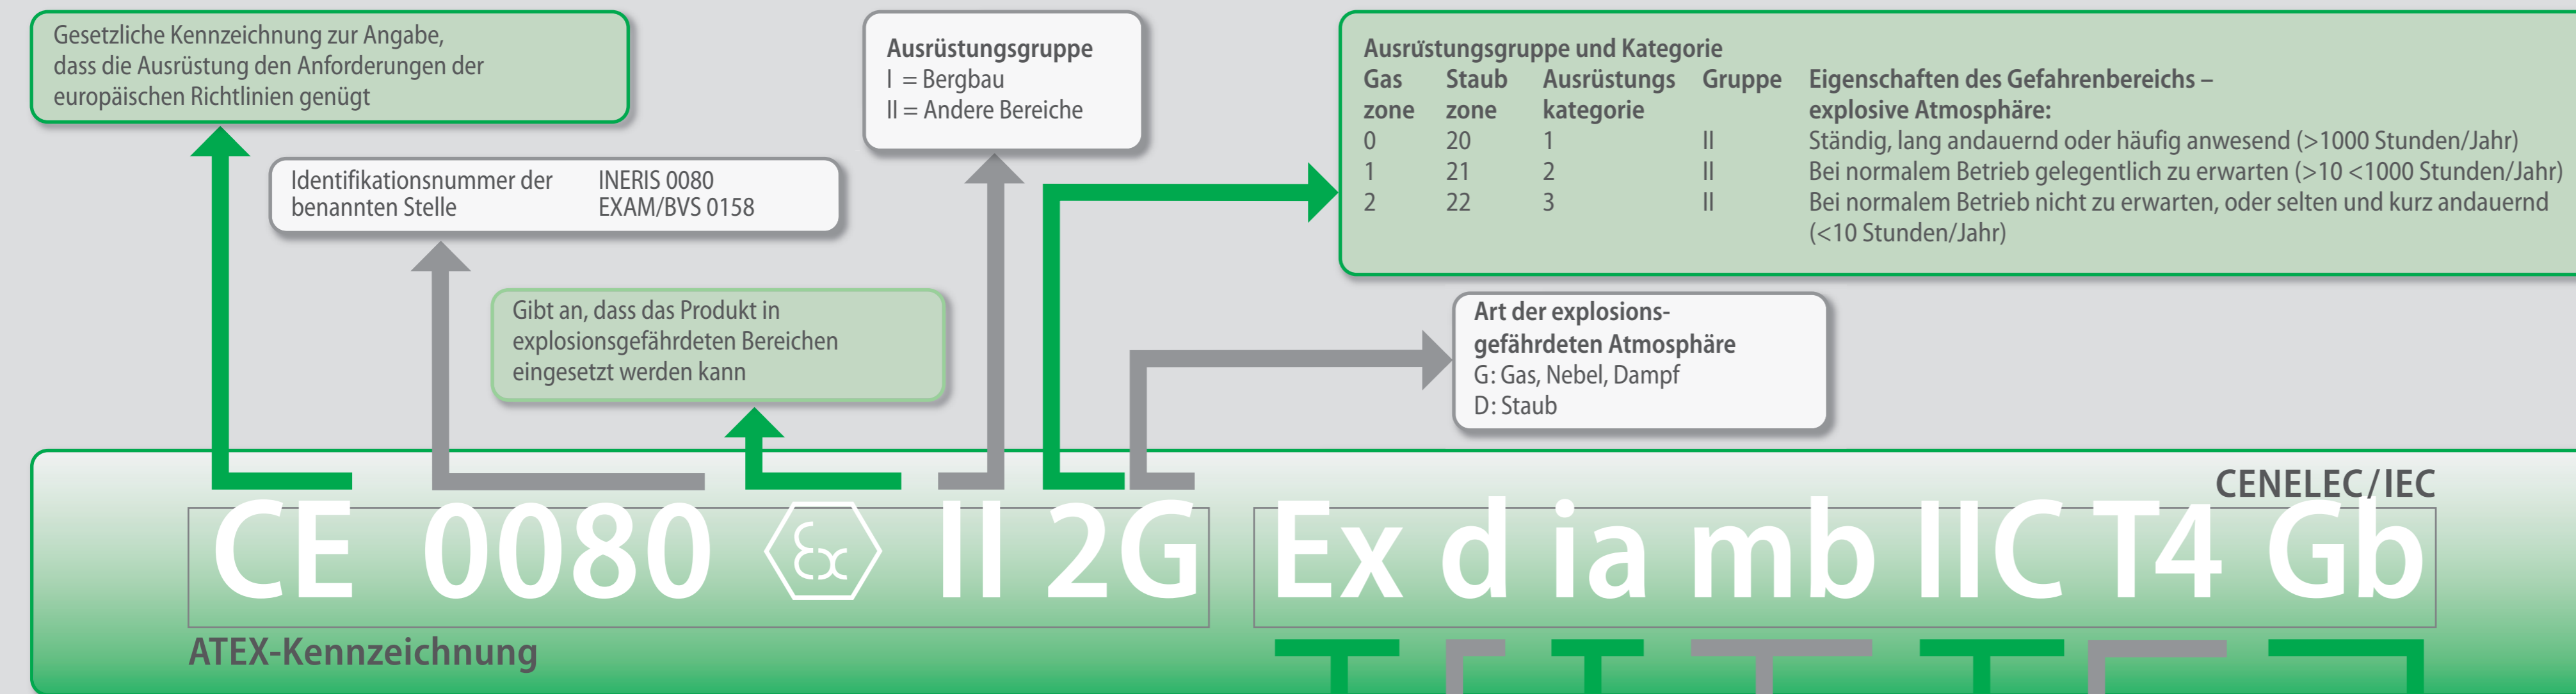 Gesetzliche Kennzeichnung zur Angabe,
dass die Ausrüstung den Anforderungen der
europäischen Richtlinien genügt
Identifikationsnummer der INERIS 0080
benannten Stelle EXAM/BVS 0158
Gibt an, dass das Produkt in
explosionsgefährdeten Bereichen
eingesetzt werden kann
Ausrüstungsgruppe
I = Bergbau
II = Andere Bereiche
Ausrüstungsgruppe und Kategorie
Gas Staub Ausrüstungs Gruppe Eigenschaften des Gefahrenbereichs –
zone zone kategorie explosive Atmosphäre:
0 20 1 II Ständig, lang andauernd oder häufig anwesend (>1000 Stunden/Jahr)
1 21 2 II Bei normalem Betrieb gelegentlich zu erwarten (>10 <1000 Stunden/Jahr)
2 22 3 II Bei normalem Betrieb nicht zu erwarten, oder selten und kurz andauernd
(<10 Stunden/Jahr)
Art der explosions-
gefährdeten Atmosphäre
G: Gas, Nebel, Dampf
D: Staub
CENELEC/IEC
CE 0080 Ex II 2G Ex d ia mb IIC T4 Gb
ATEX-Kennzeichnung